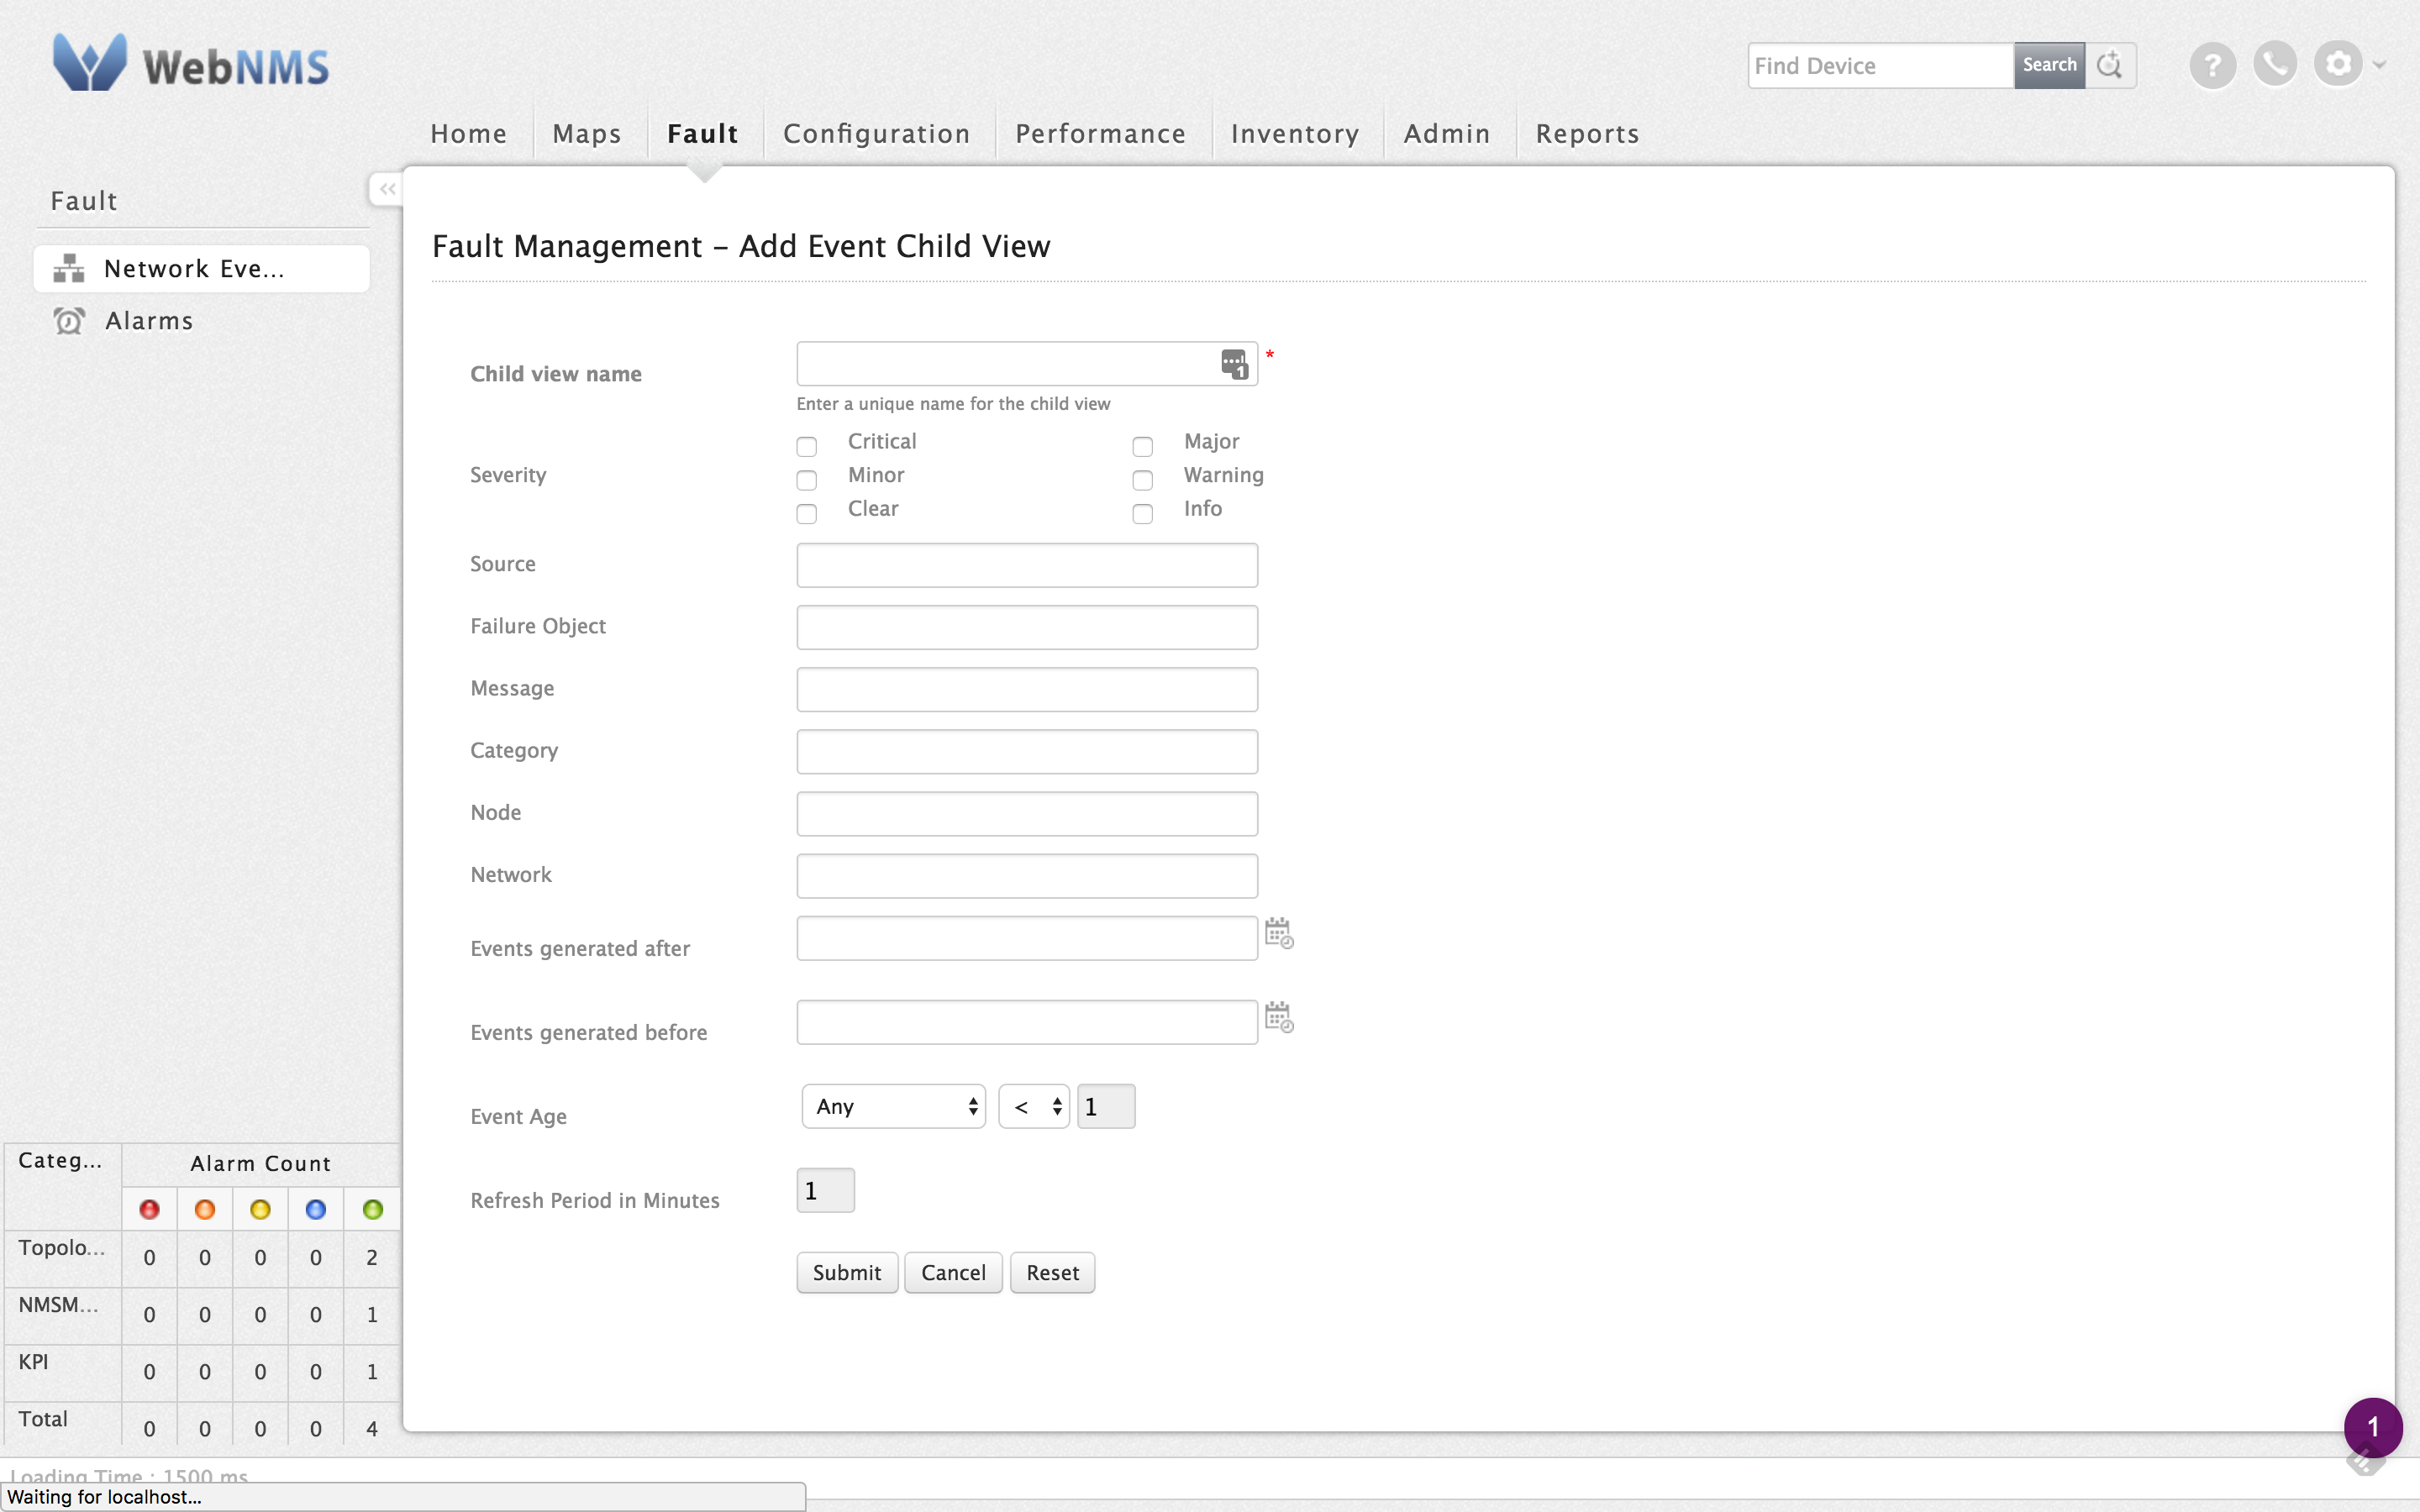 WebNMS
Find Device Search
Home Maps Fault Configuration Performance Inventory Admin Reports
Fault
Network Eve...
Alarms
Fault Management – Add Event Child View
Child view name *
Enter a unique name for the child view
Severity
Critical Major
Minor Warning
Clear Info
Source
Failure Object
Message
Category
Node
Network
Events generated after
Events generated before
Event Age Any < 1
Refresh Period in Minutes 1
Submit Cancel Reset
Categ... Alarm Count
Topolo... 0 0 0 0 2
NMSM... 0 0 0 0 1
KPI 0 0 0 0 1
Total 0 0 0 0 4
1
Loading Time : 1500 ms
Waiting for localhost...